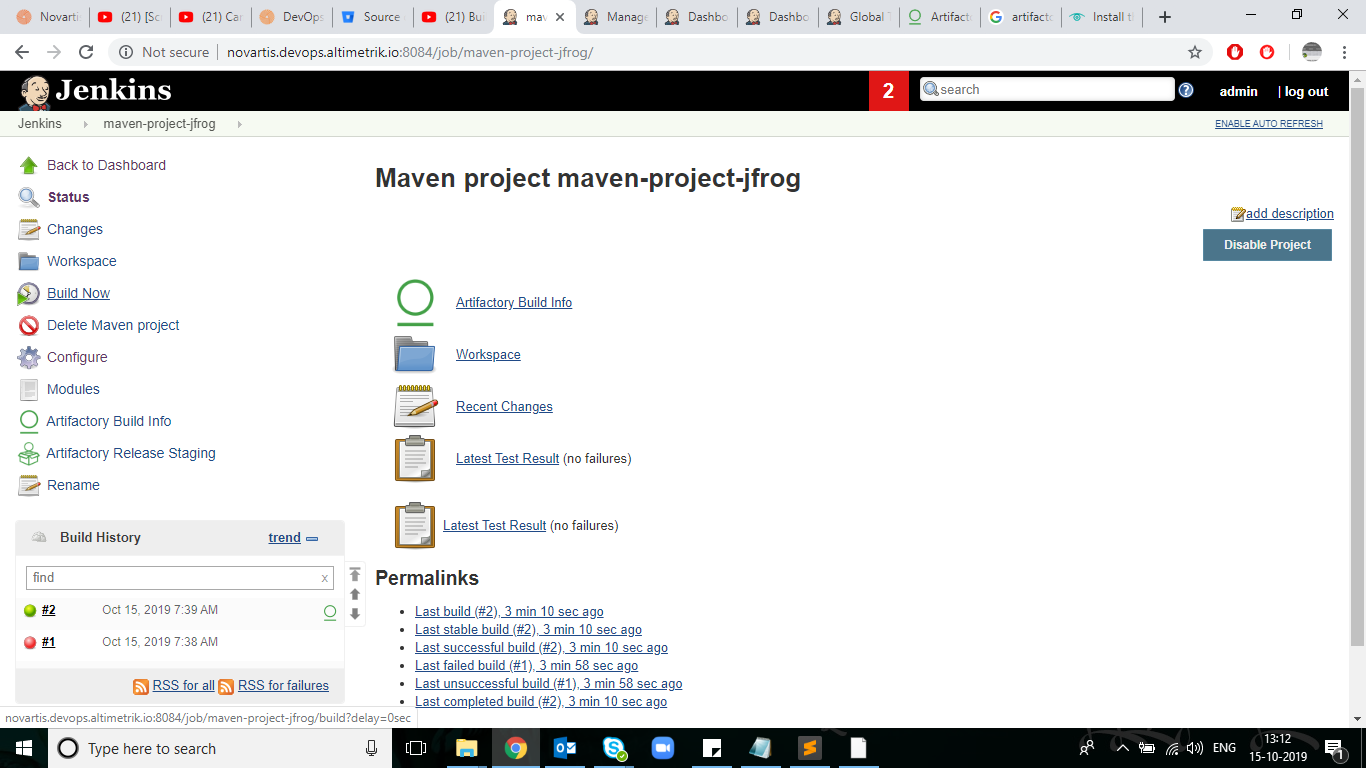 Novartis
(21) [Sc
(21) Car
DevOps
Source
(21) Bui
mav
Manage
Dashbo
Dashbo
Global T
Artifacto
artifacto
Install th
Not secure
novartis.devops.altimetrik.io:8084/job/maven-project-jfrog/
Jenkins
2
search
admin
| log out
Jenkins
maven-project-jfrog
ENABLE AUTO REFRESH
Back to Dashboard
Status
Changes
Workspace
Build Now
Delete Maven project
Configure
Modules
Artifactory Build Info
Artifactory Release Staging
Rename
Build History
trend
find
x
#2 Oct 15, 2019 7:39 AM
#1 Oct 15, 2019 7:38 AM
RSS for all RSS for failures
Maven project maven-project-jfrog
add description
Disable Project
Artifactory Build Info
Workspace
Recent Changes
Latest Test Result (no failures)
Latest Test Result (no failures)
Permalinks
Last build (#2), 3 min 10 sec ago
Last stable build (#2), 3 min 10 sec ago
Last successful build (#2), 3 min 10 sec ago
Last failed build (#1), 3 min 58 sec ago
Last unsuccessful build (#1), 3 min 58 sec ago
Last completed build (#2), 3 min 10 sec ago
novartis.devops.altimetrik.io:8084/job/maven-project-jfrog/build?delay=0sec
Type here to search
ENG
13:12
15-10-2019
1